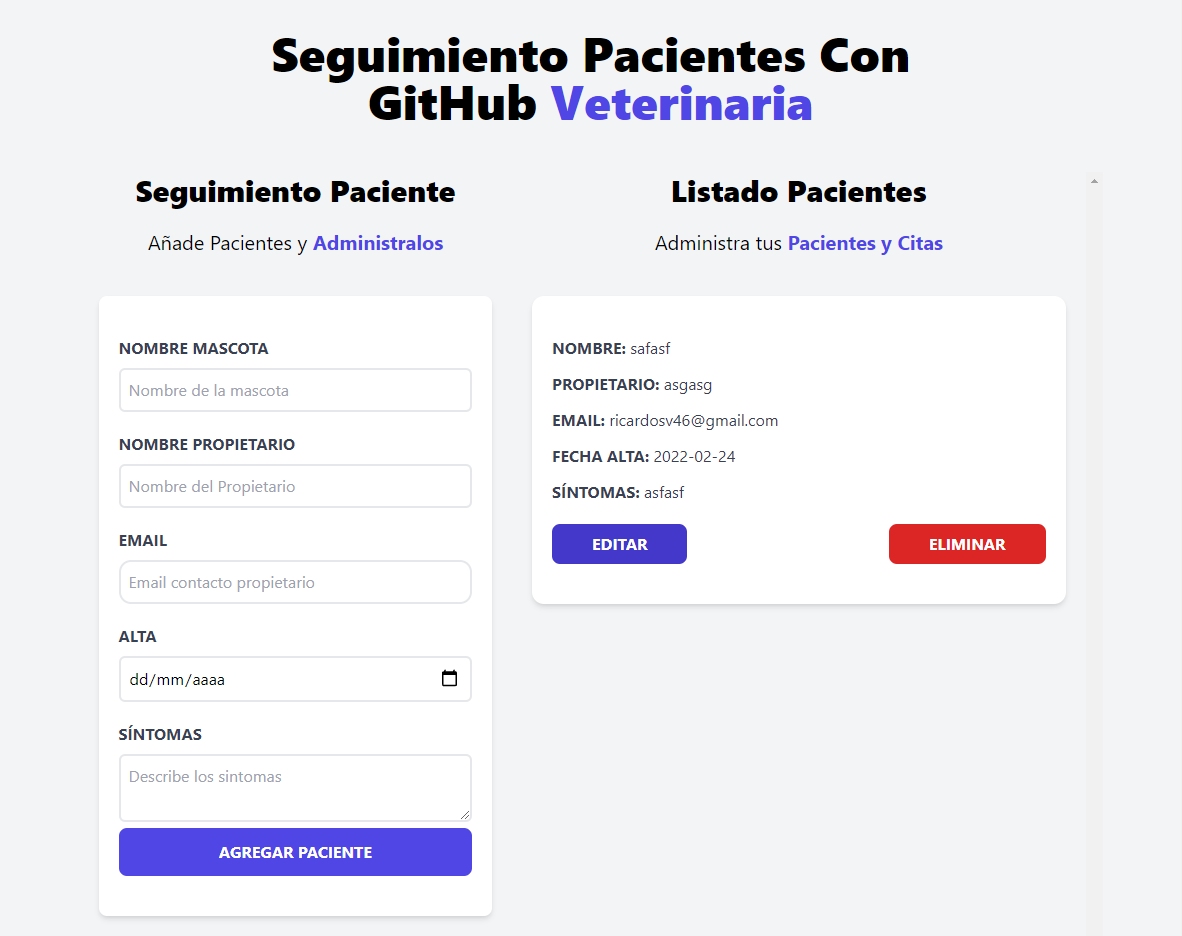 Seguimiento Pacientes Con
GitHub Veterinaria
Seguimiento Paciente
Añade Pacientes y Administralos
NOMBRE MASCOTA
Nombre de la mascota
NOMBRE PROPIETARIO
Nombre del Propietario
EMAIL
Email contacto propietario
ALTA
dd/mm/aaaa
SÍNTOMAS
Describe los sintomas
AGREGAR PACIENTE
Listado Pacientes
Administra tus Pacientes y Citas
NOMBRE: safasf
PROPIETARIO: asgasg
EMAIL: ricardosv46@gmail.com
FECHA ALTA: 2022-02-24
SÍNTOMAS: asfasf
EDITAR
ELIMINAR